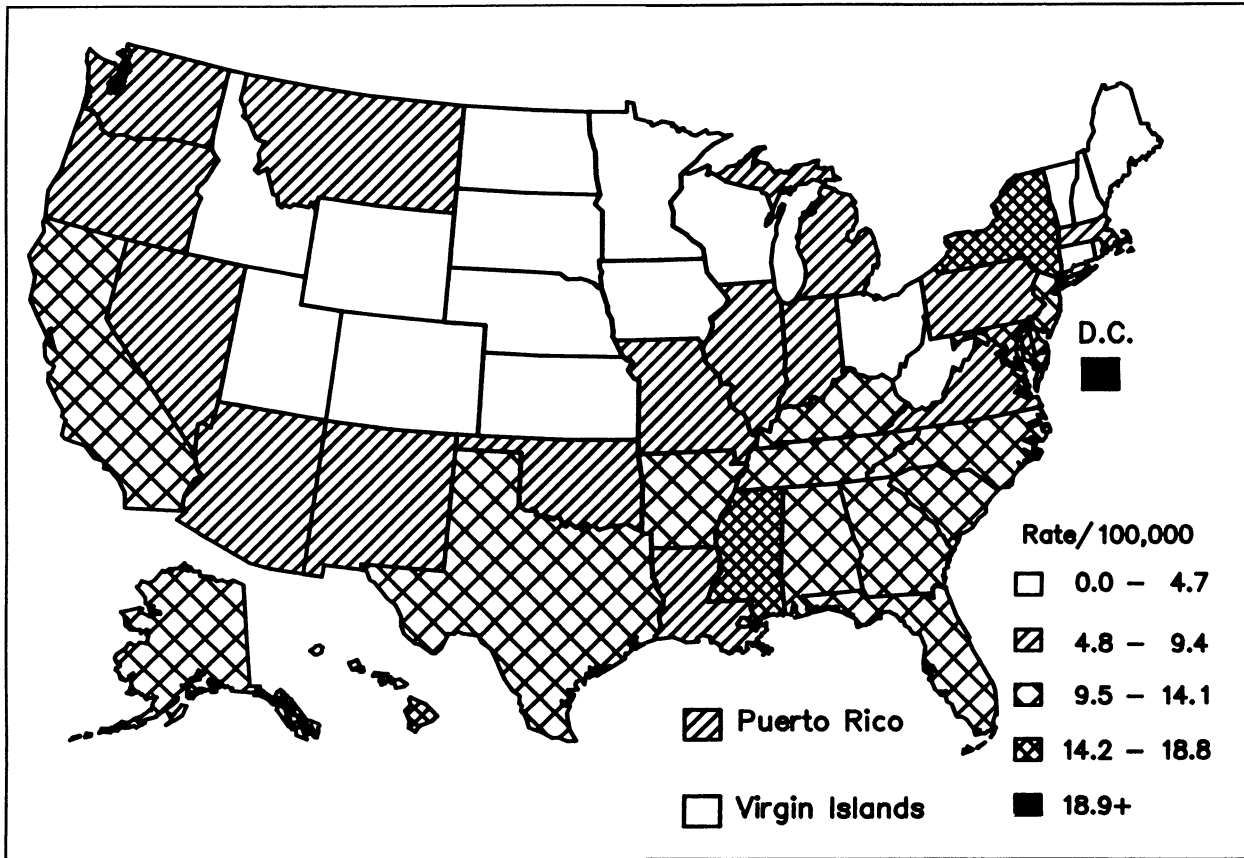 D.C.
Rate/100,000
0.0 – 4.7
4.8 – 9.4
9.5 – 14.1
14.2 – 18.8
18.9+
Puerto Rico
Virgin Islands